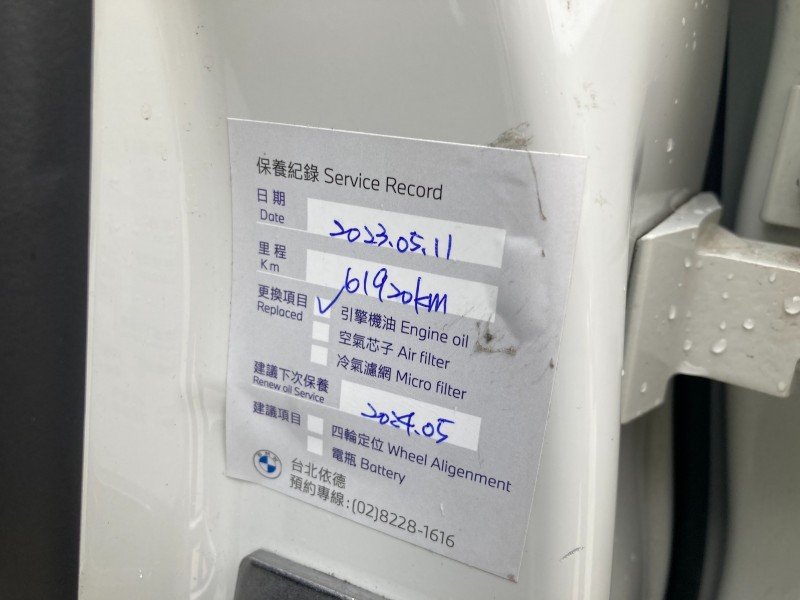 保養紀錄 Service Record
日期 2023.05.11
Date
里程 61920km
Km
更換項目 ✓ 引擎機油 Engine oil
Replaced 空氣芯子 Air filter
冷氣濾網 Micro filter
建議下次保養 2024.05
Renew oil Service
建議項目 四輪定位 Wheel Aligenment
電瓶 Battery
台北依德
預約專線:(02)8228-1616